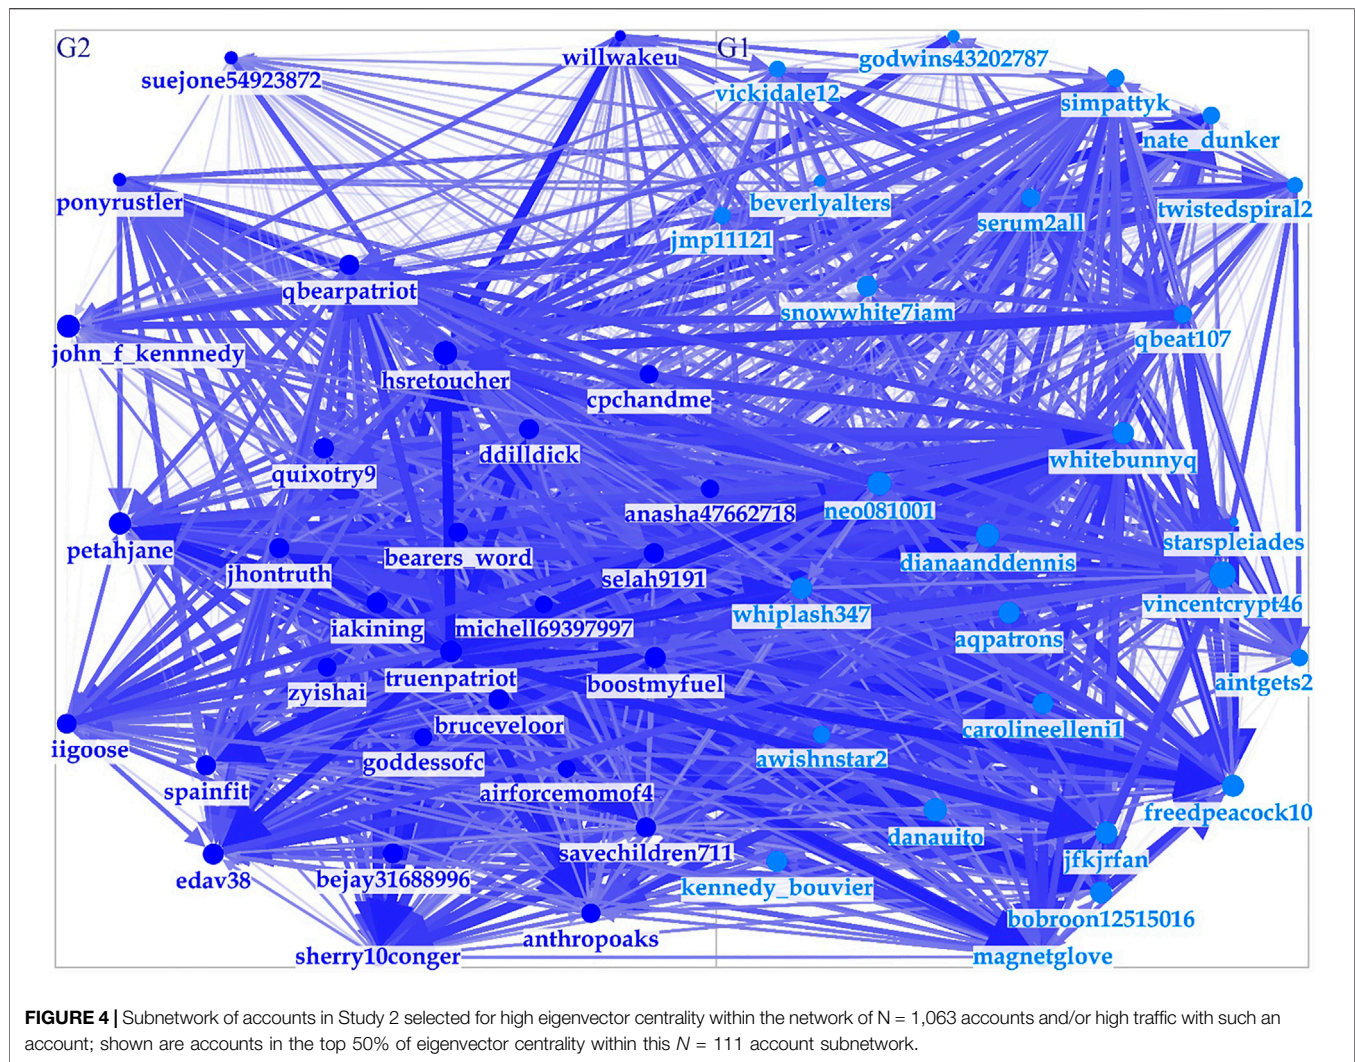 G2
G1
willwakeu
godwins43202787
suejone54923872
vickidale12
simpattyk
nate_dunker
ponyrustler
beverlyalters
twistedspiral2
serum2all
jmp11121
qbearpatriot
snowwhite7iam
qbeat107
john_f_kennnedy
hsretoucher
cpchandme
ddilldick
whitebunnyq
quixotry9
anasha47662718
neo081001
starspleiades
petahjane
bearers_word
dianaanddennis
jhontruth
selah9191
vincentcrypt46
whiplash347
iakining
michell69397997
aqpatrons
truenpatriot
boostmyfuel
aintgets2
zyishai
bruceveloor
carolineelleni1
iigoose
goddessofc
awishnstar2
spainfit
airforcemomof4
freedpeacock10
danauito
savechildren711
jfkjrfan
edav38
bejay31688996
kennedy_bouvier
bobroon12515016
anthropoaks
sherry10conger
magnetglove
FIGURE 4 | Subnetwork of accounts in Study 2 selected for high eigenvector centrality within the network of N = 1,063 accounts and/or high traffic with such an
account; shown are accounts in the top 50% of eigenvector centrality within this N = 111 account subnetwork.